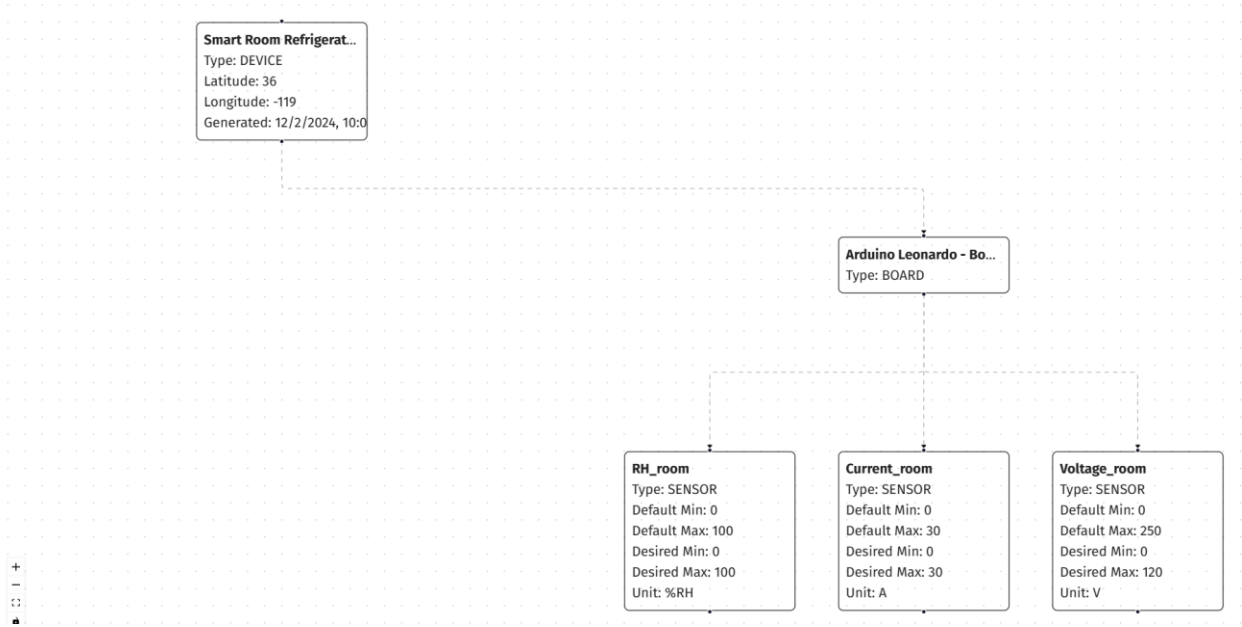 Smart Room Refrigerat...
Type: DEVICE
Latitude: 36
Longitude: -119
Generated: 12/2/2024, 10:0
Arduino Leonardo - Bo...
Type: BOARD
RH_room
Type: SENSOR
Default Min: 0
Default Max: 100
Desired Min: 0
Desired Max: 100
Unit: %RH
Current_room
Type: SENSOR
Default Min: 0
Default Max: 30
Desired Min: 0
Desired Max: 30
Unit: A
Voltage_room
Type: SENSOR
Default Min: 0
Default Max: 250
Desired Min: 0
Desired Max: 120
Unit: V